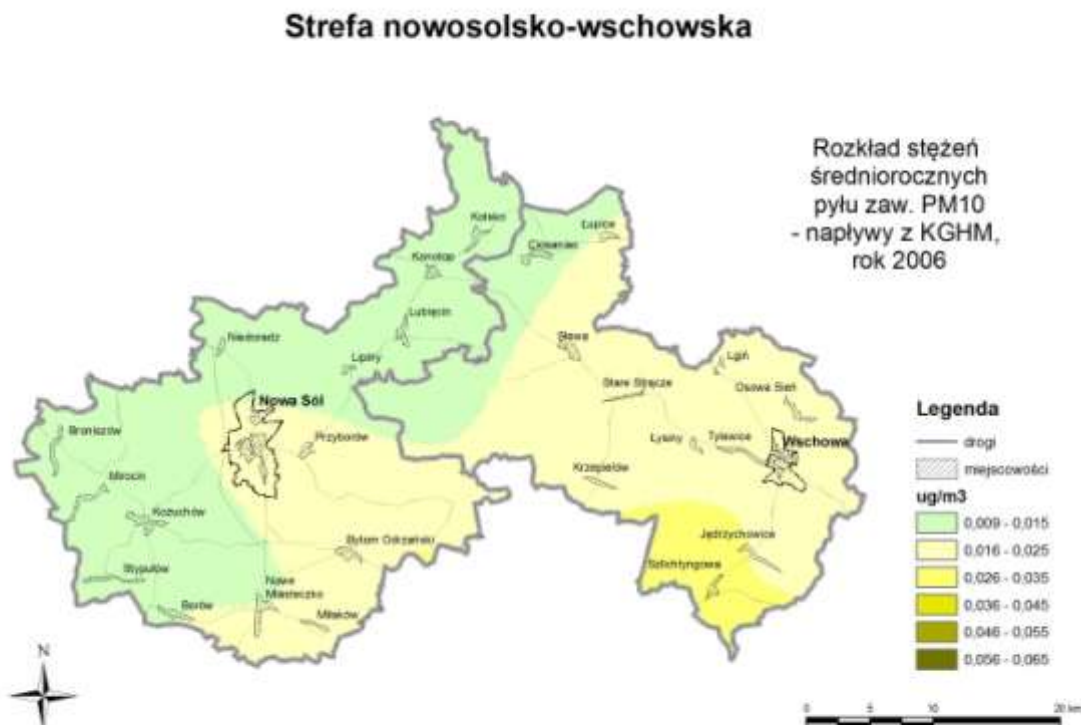 Strefa nowosolsko-wschowska
Rozkład stężeń
średniorocznych
pyłu zaw. PM10
- napływy z KGHM,
rok 2006
Kolsko
Łupice
Ciosaniec
Konotop
Lubięcin
Niedoradz
Sława
Lipiny
Lgiń
Stare Strącze
Osowa Sień
Nowa Sól
Broniszów
Przyborów
Łysiny
Tylewice
Wschowa
Mirocin
Krzepielów
Kożuchów
Jędrzychowice
Bytom Odrzański
Stypułów
Szlichtyngowa
Nowe
Miasteczko
Borów
Miłaków
Legenda
drogi
miejscowości
ug/m3
0,009 - 0,015
0,016 - 0,025
0,026 - 0,035
0,036 - 0,045
0,046 - 0,055
0,056 - 0,065
N
0 5 10 20 km